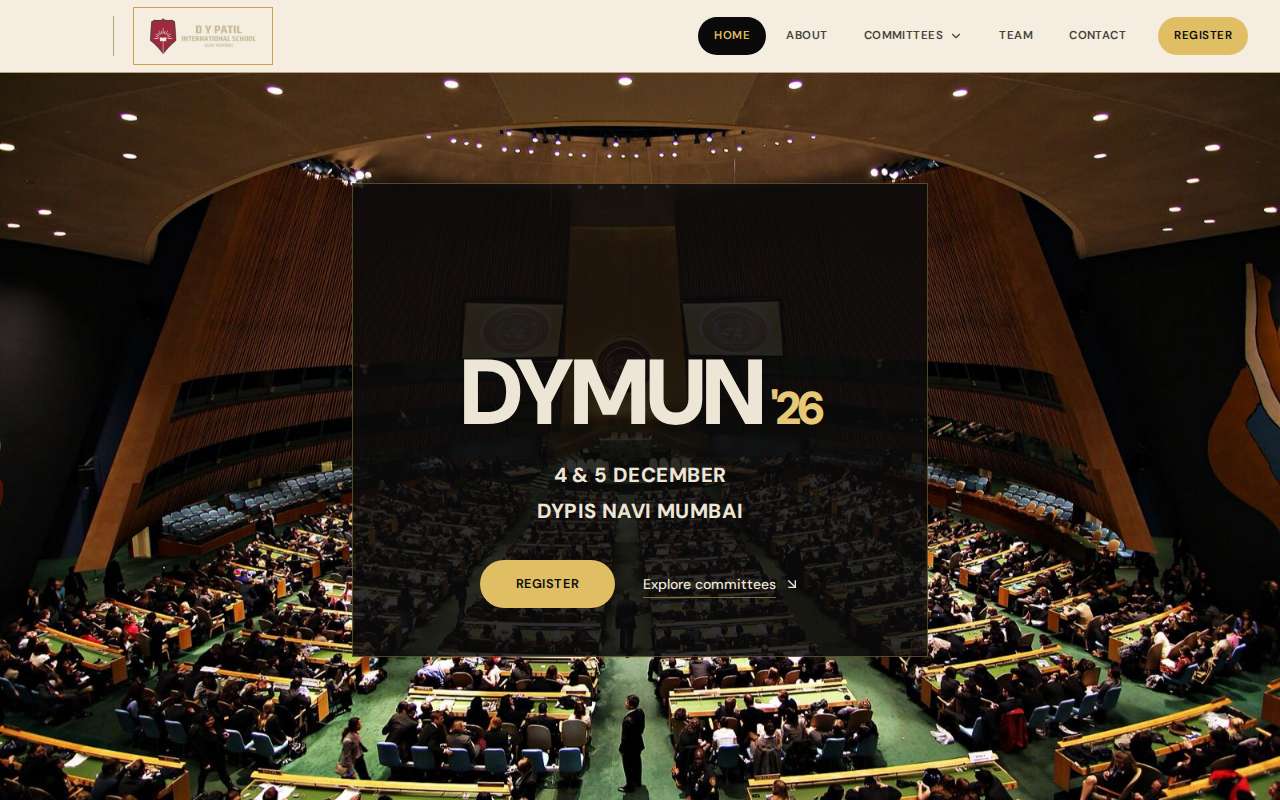 D Y PATIL
INTERNATIONAL SCHOOL
HOME
ABOUT
COMMITTEES
TEAM
CONTACT
REGISTER
DYMUN '26
4 & 5 DECEMBER
DYPIS NAVI MUMBAI
REGISTER
Explore committees